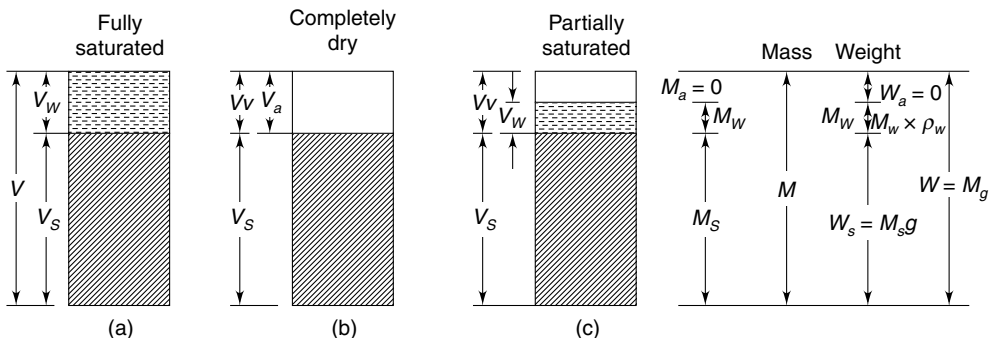 Fully
saturated
Completely
dry
Partially
saturated
Mass Weight
V
V_W
V_S
(a)
Vv
V_a
V_S
(b)
Vv
V_W
V_S
(c)
M_a = 0
M_W
M_S
M
W_a = 0
M_W
M_w × ρ_w
W_s = M_s g
W = M_g